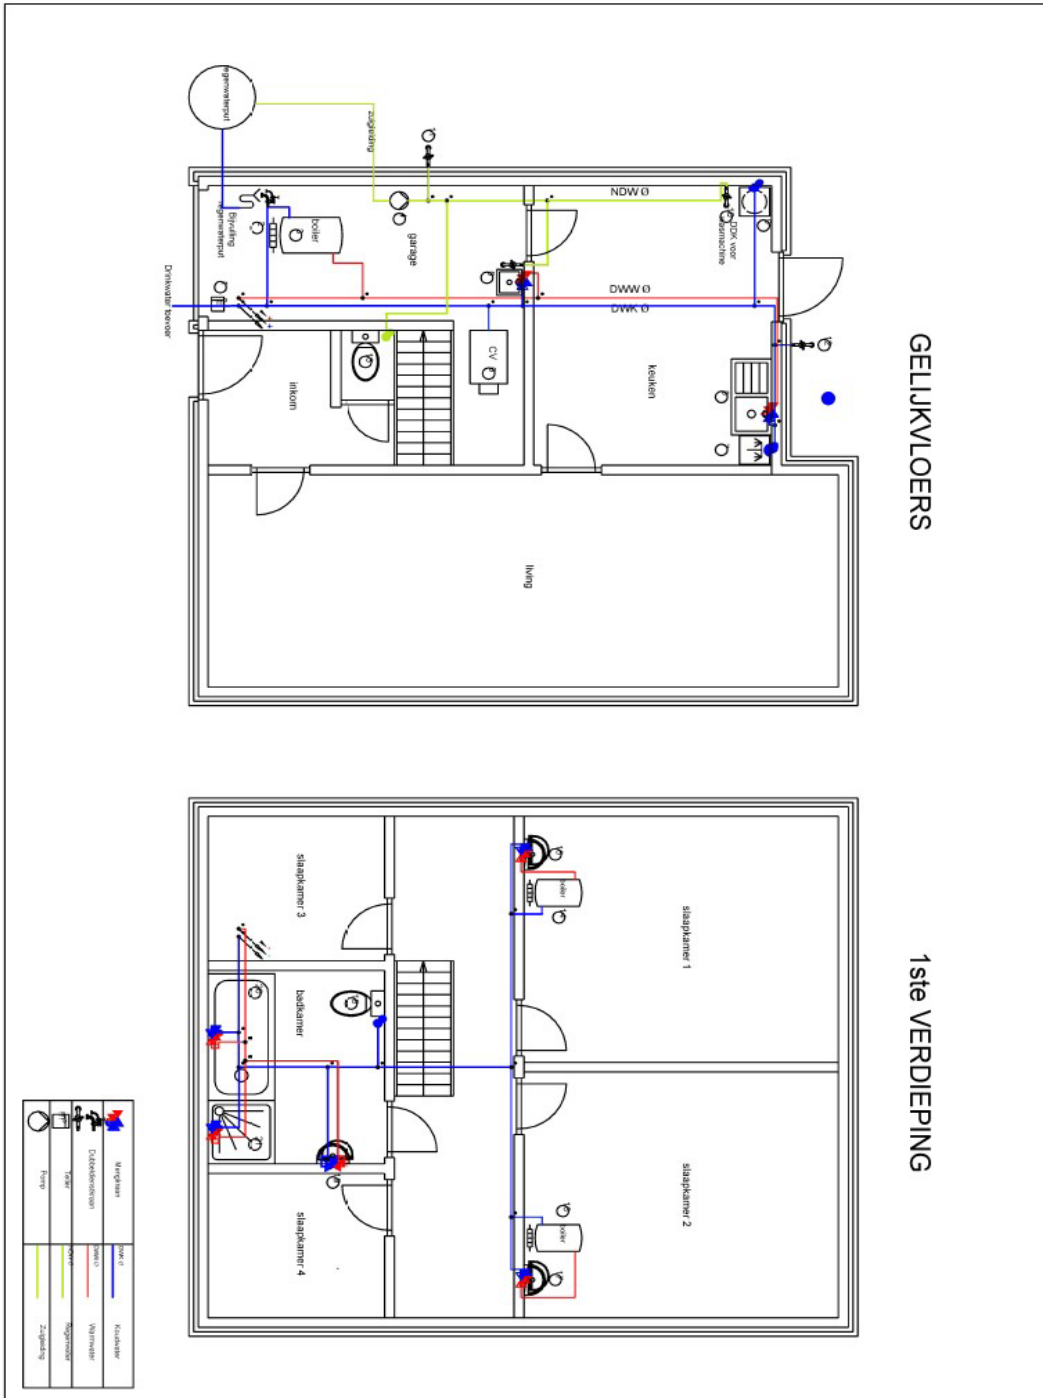 GELIJKVLOERS
regenwaterput
zuigleiding
NDW Ø
DDK voor
wasmachine
Bijvulling
regenwaterput
boiler
garage
DWW Ø
DWK Ø
Drinkwater toevoer
CV
inkom
keuken
living
1ste VERDIEPING
slaapkamer 3
boiler
slaapkamer 1
badkamer
slaapkamer 4
boiler
slaapkamer 2
Mengkraan
Dubbeldienstkraan
Teller
Pomp
DWK Ø
Koudwater
DWW Ø
Warmwater
Regenwater
Zuigleiding